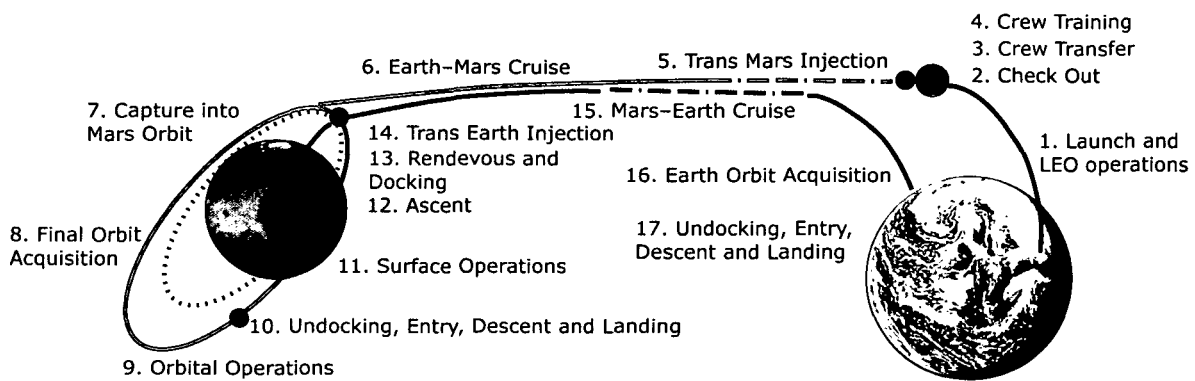 4. Crew Training
3. Crew Transfer
2. Check Out
5. Trans Mars Injection
6. Earth–Mars Cruise
7. Capture into
Mars Orbit
15. Mars–Earth Cruise
14. Trans Earth Injection
13. Rendevous and
Docking
12. Ascent
1. Launch and
LEO operations
16. Earth Orbit Acquisition
17. Undocking, Entry,
Descent and Landing
8. Final Orbit
Acquisition
11. Surface Operations
10. Undocking, Entry, Descent and Landing
9. Orbital Operations